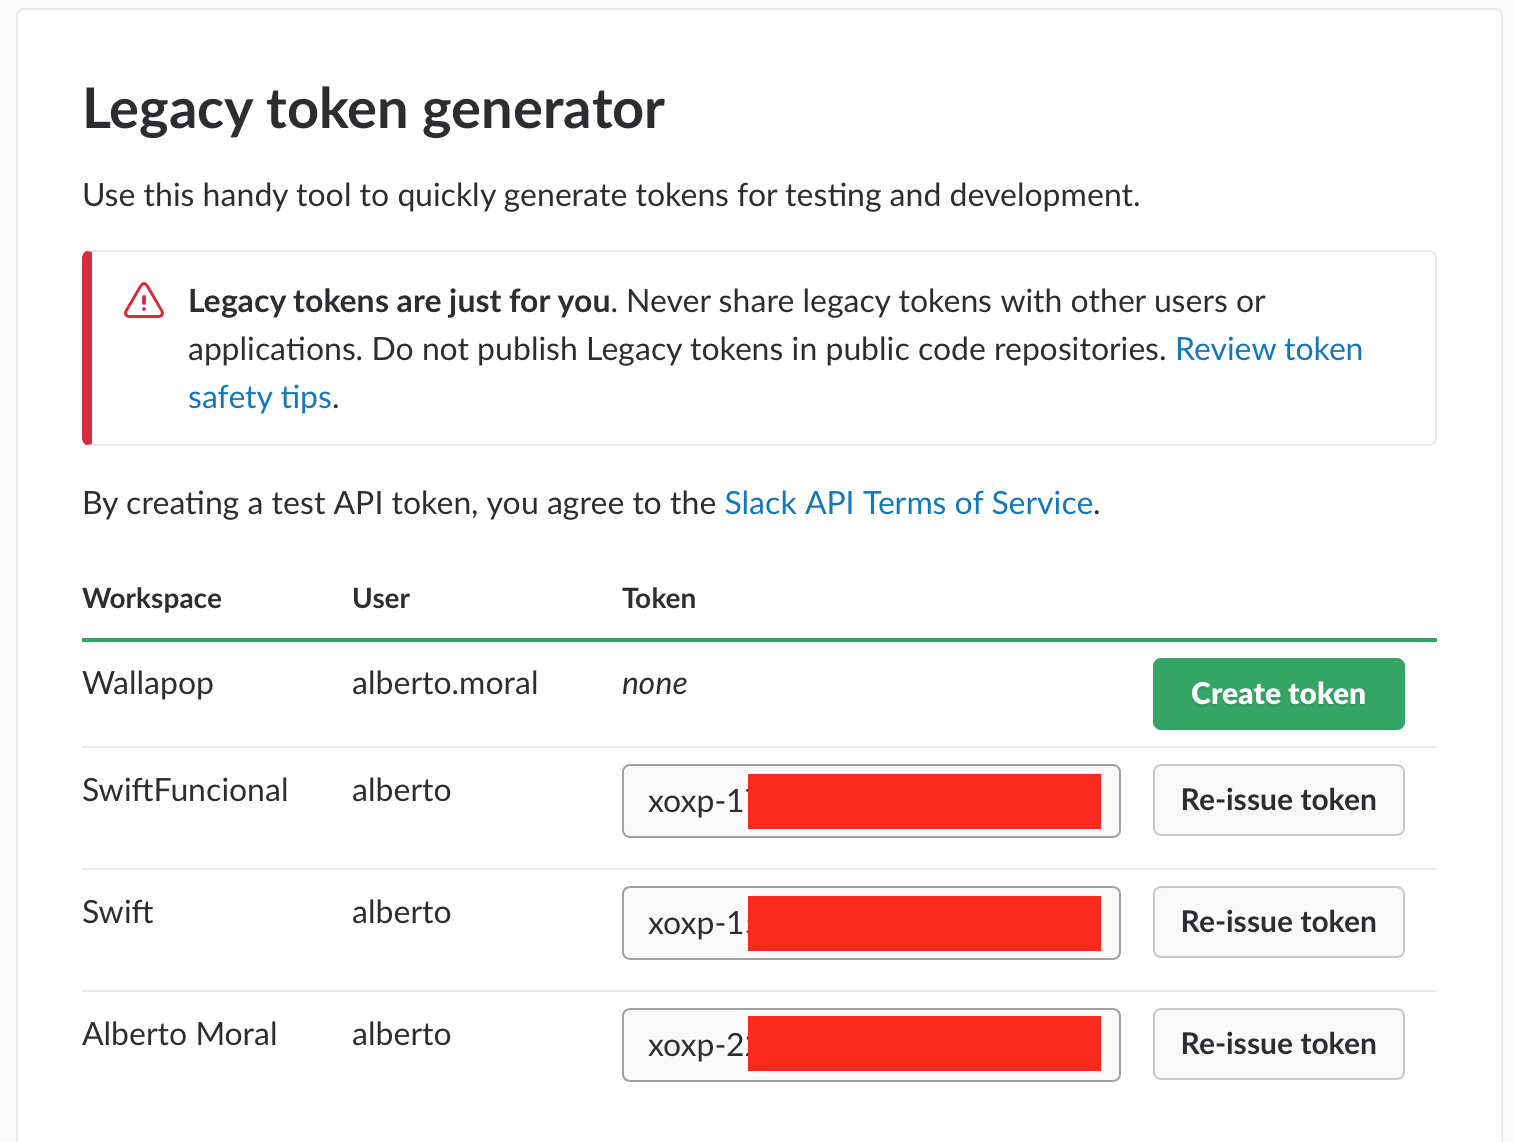 Legacy token generator
Use this handy tool to quickly generate tokens for testing and development.
Legacy tokens are just for you. Never share legacy tokens with other users or
applications. Do not publish Legacy tokens in public code repositories. Review token
safety tips.
By creating a test API token, you agree to the Slack API Terms of Service.
Workspace User Token
Wallapop alberto.moral none Create token
SwiftFuncional alberto xoxp-1 Re-issue token
Swift alberto xoxp-1 Re-issue token
Alberto Moral alberto xoxp-2 Re-issue token